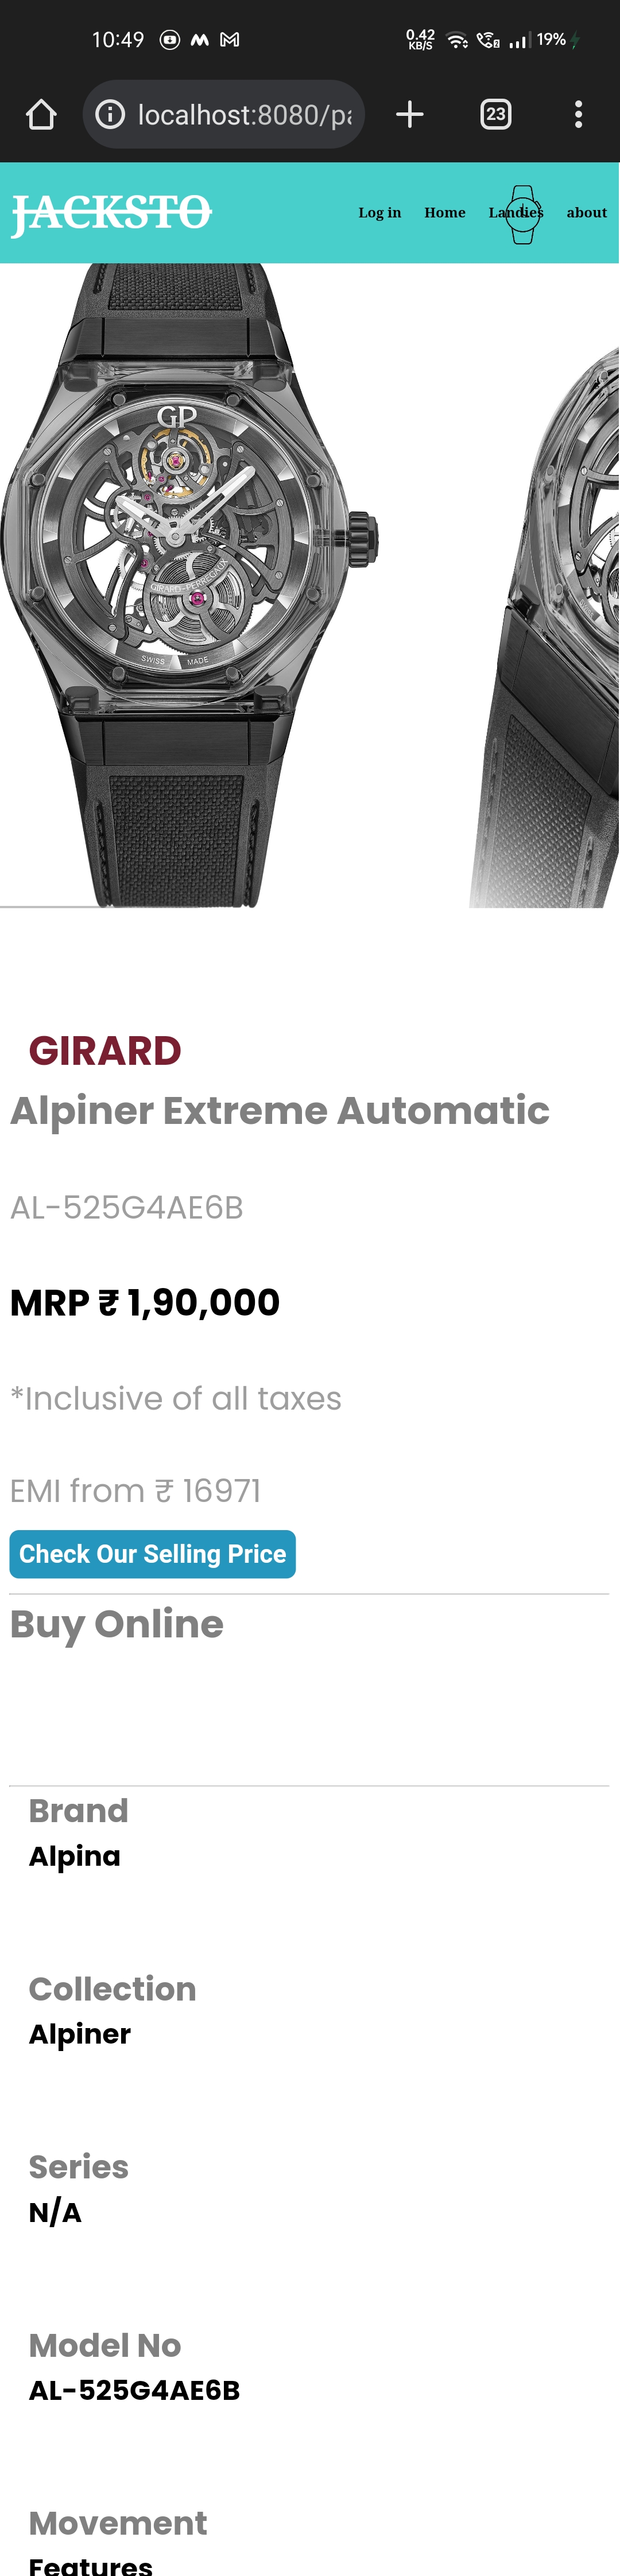 10:49
0.42
KB/S
19%
localhost:8080/pa
23
JACKSTO
Log in
Home
Landies
about
GP
GIRARD-PERREGAUX
SWISS MADE
GIRARD
Alpiner Extreme Automatic
AL-525G4AE6B
MRP ₹ 1,90,000
*Inclusive of all taxes
EMI from ₹ 16971
Check Our Selling Price
Buy Online
Brand
Alpina
Collection
Alpiner
Series
N/A
Model No
AL-525G4AE6B
Movement
Features